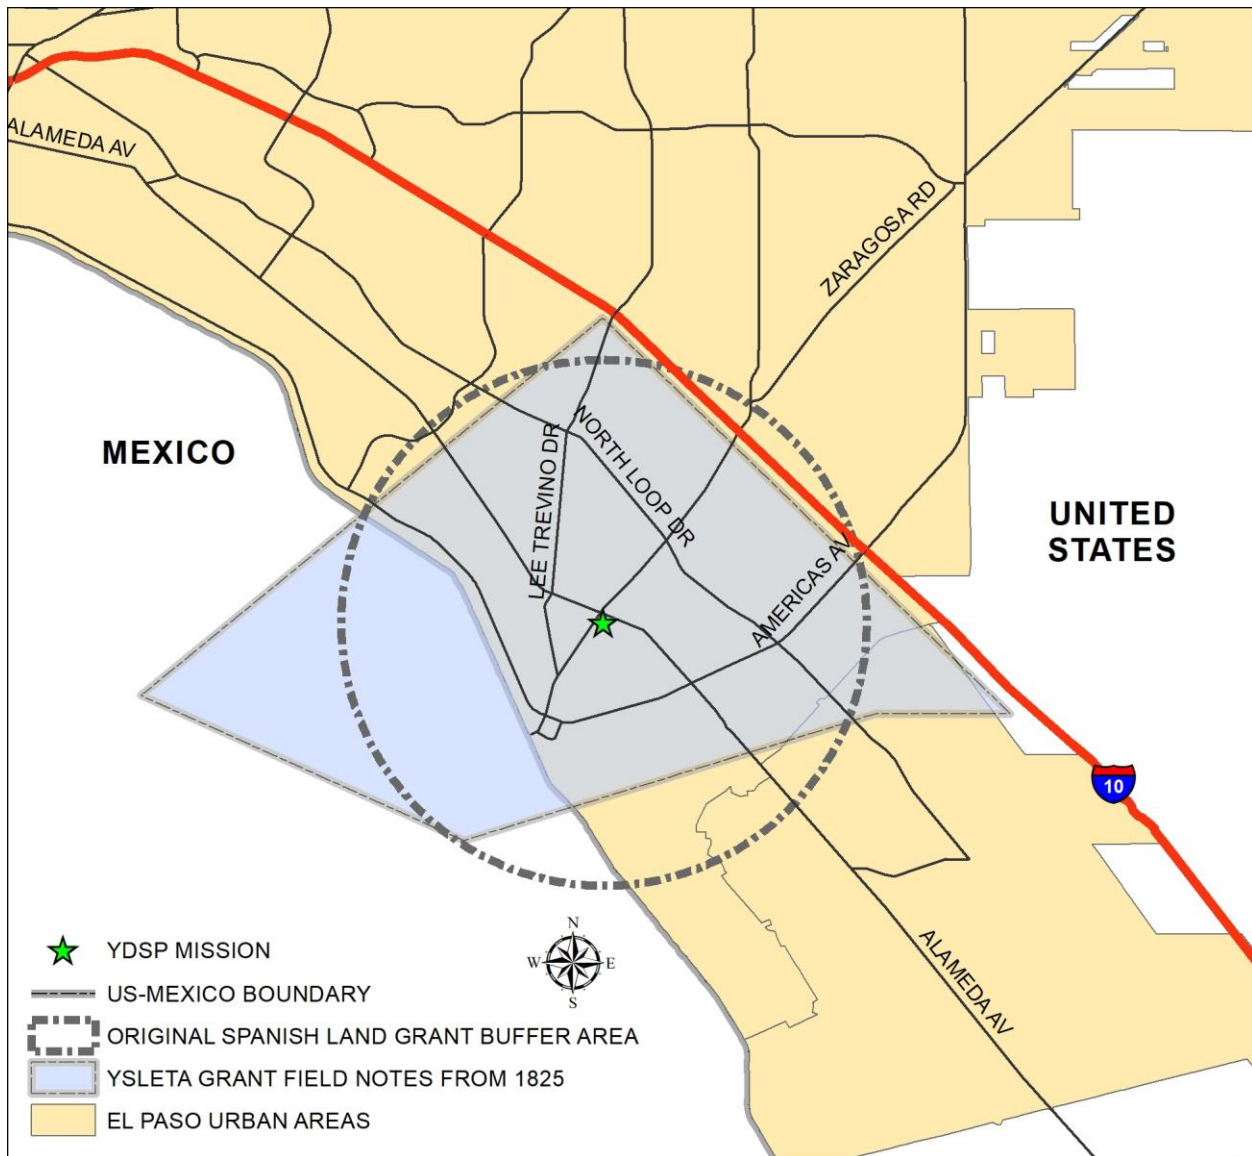 ALAMEDA AV
ZARAGOSA RD
MEXICO
NORTH LOOP DR
LEE TREVINO DR
UNITED
STATES
AMERICAS AV
10
ALAMEDA AV
N
W E
S
YDSP MISSION
US-MEXICO BOUNDARY
ORIGINAL SPANISH LAND GRANT BUFFER AREA
YSLETA GRANT FIELD NOTES FROM 1825
EL PASO URBAN AREAS